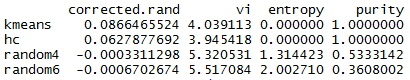 corrected.rand vi entropy purity
kmeans 0.0866465524 4.039113 0.000000 1.0000000
hc 0.0627877692 3.945418 0.000000 1.0000000
random4 -0.0003311298 5.320531 1.314423 0.5333142
random6 -0.0006702674 5.517084 2.002710 0.3608002